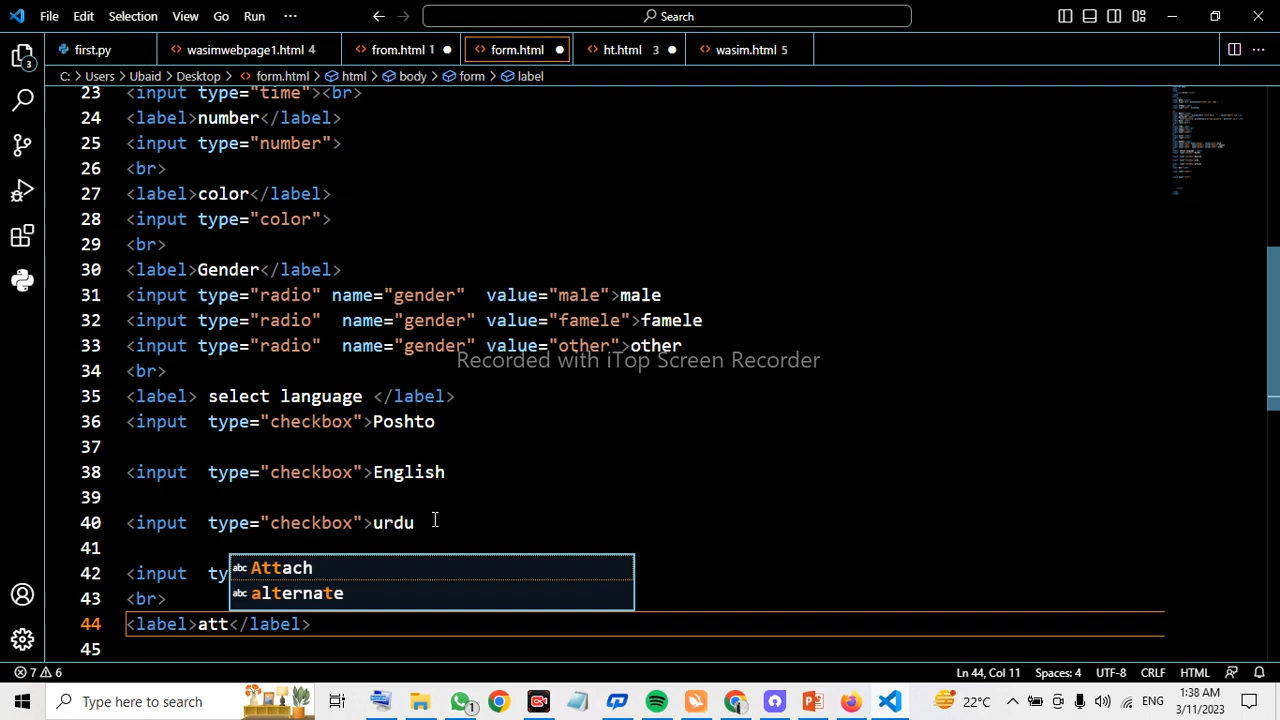 File Edit Selection View Go Run ··· Search
first.py wasimwebpage1.html 4 from.html 1 form.html ht.html 3 wasim.html 5
C: > Users > Ubaid > Desktop > form.html > html > body > form > label
23 <input type="time"><br>
24 <label>number</label>
25 <input type="number">
26 <br>
27 <label>color</label>
28 <input type="color">
29 <br>
30 <label>Gender</label>
31 <input type="radio" name="gender"  value="male">male
32 <input type="radio"  name="gender" value="famele">famele
33 <input type="radio"  name="gender" value="other">other
Recorded with iTop Screen Recorder
34 <br>
35 <label> select language </label>
36 <input  type="checkbox">Poshto
37
38 <input  type="checkbox">English
39
40 <input  type="checkbox">urdu
41
abc Attach
42 <input  ty
abc alternate
43 <br>
44 <label>att</label>
45
7 6 Ln 44, Col 11 Spaces: 4 UTF-8 CRLF HTML
3
Type here to search 1 22°C ENG 1:38 AM
3/11/2023